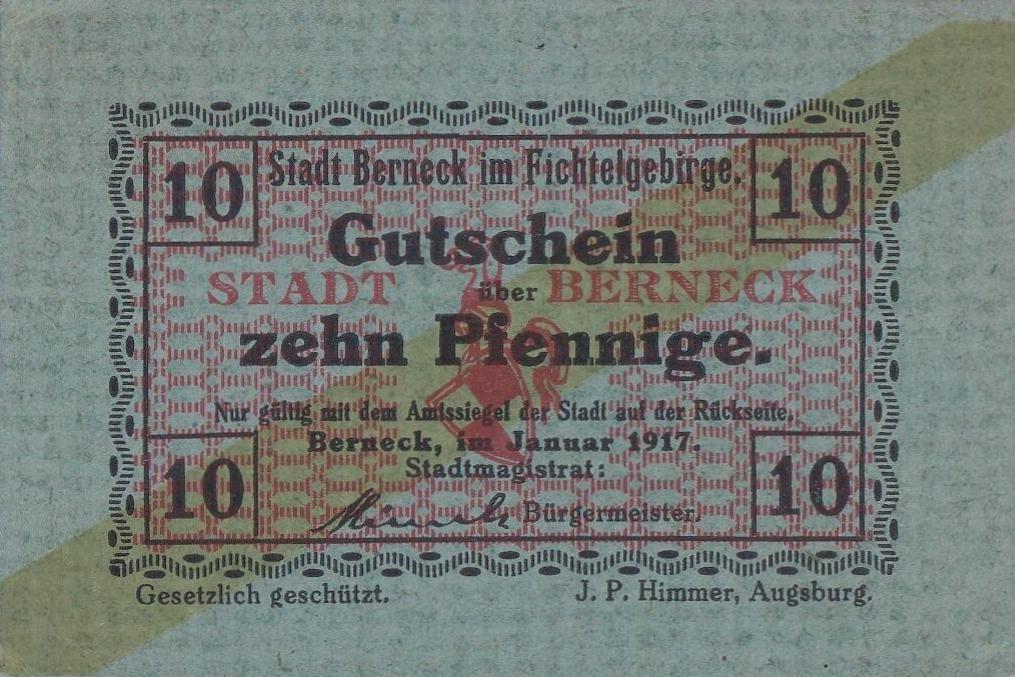 10 Stadt Berneck im Fichtelgebirge. 10
Gutschein
STADT über BERNECK
zehn Pfennige.
Nur gültig mit dem Amtssiegel der Stadt auf der Rückseite.
Berneck, im Januar 1917.
Stadtmagistrat:
10 Bürgermeister. 10
Gesetzlich geschützt. J. P. Himmer, Augsburg.